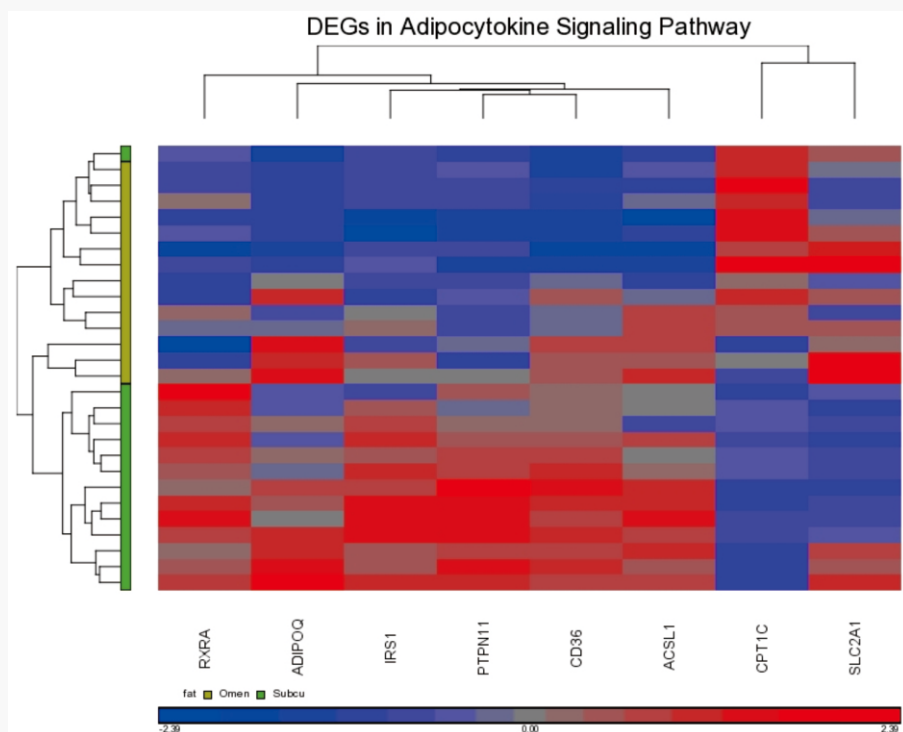 DEGs in Adipocytokine Signaling Pathway
RXRA
ADIPOQ
IRS1
PTPN11
CD36
ACSL1
CPT1C
SLC2A1
fat Omen Subcu
-2.39 0.00 2.39